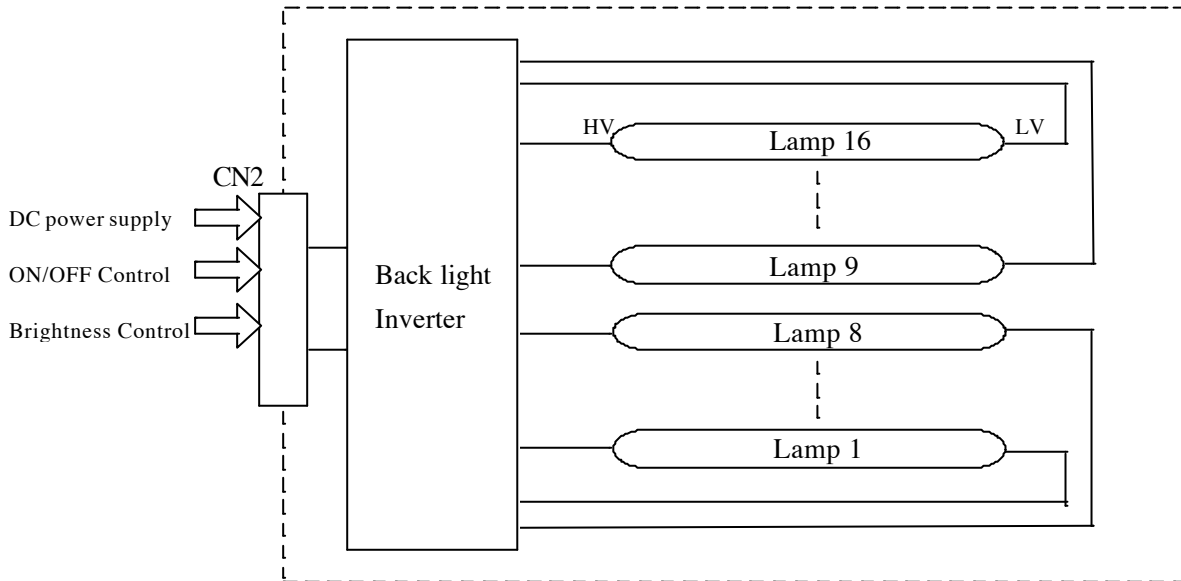 HV
LV
Lamp 16
CN2
DC power supply
ON/OFF Control
Brightness Control
Back light
Inverter
Lamp 9
Lamp 8
Lamp 1